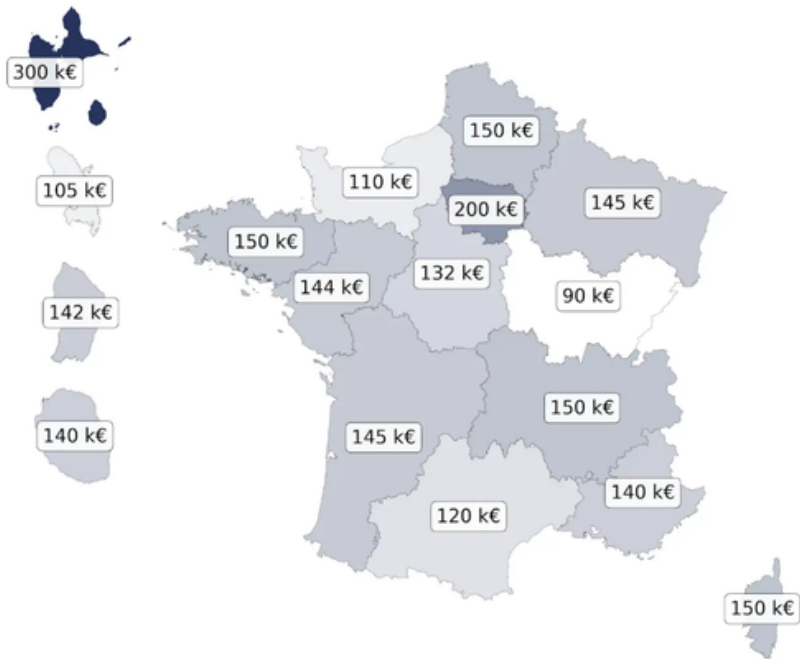 300 k€
150 k€
110 k€
105 k€
145 k€
200 k€
150 k€
132 k€
144 k€
90 k€
142 k€
150 k€
140 k€
145 k€
140 k€
120 k€
150 k€